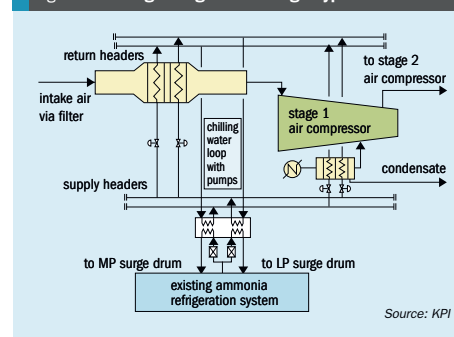 return headers
to stage 2
air compressor
intake air
via filter
stage 1
air compressor
chilling
water
loop
with
pumps
N
condensate
supply headers
to MP surge drum
to LP surge drum
existing ammonia
refrigeration system
Source: KPI